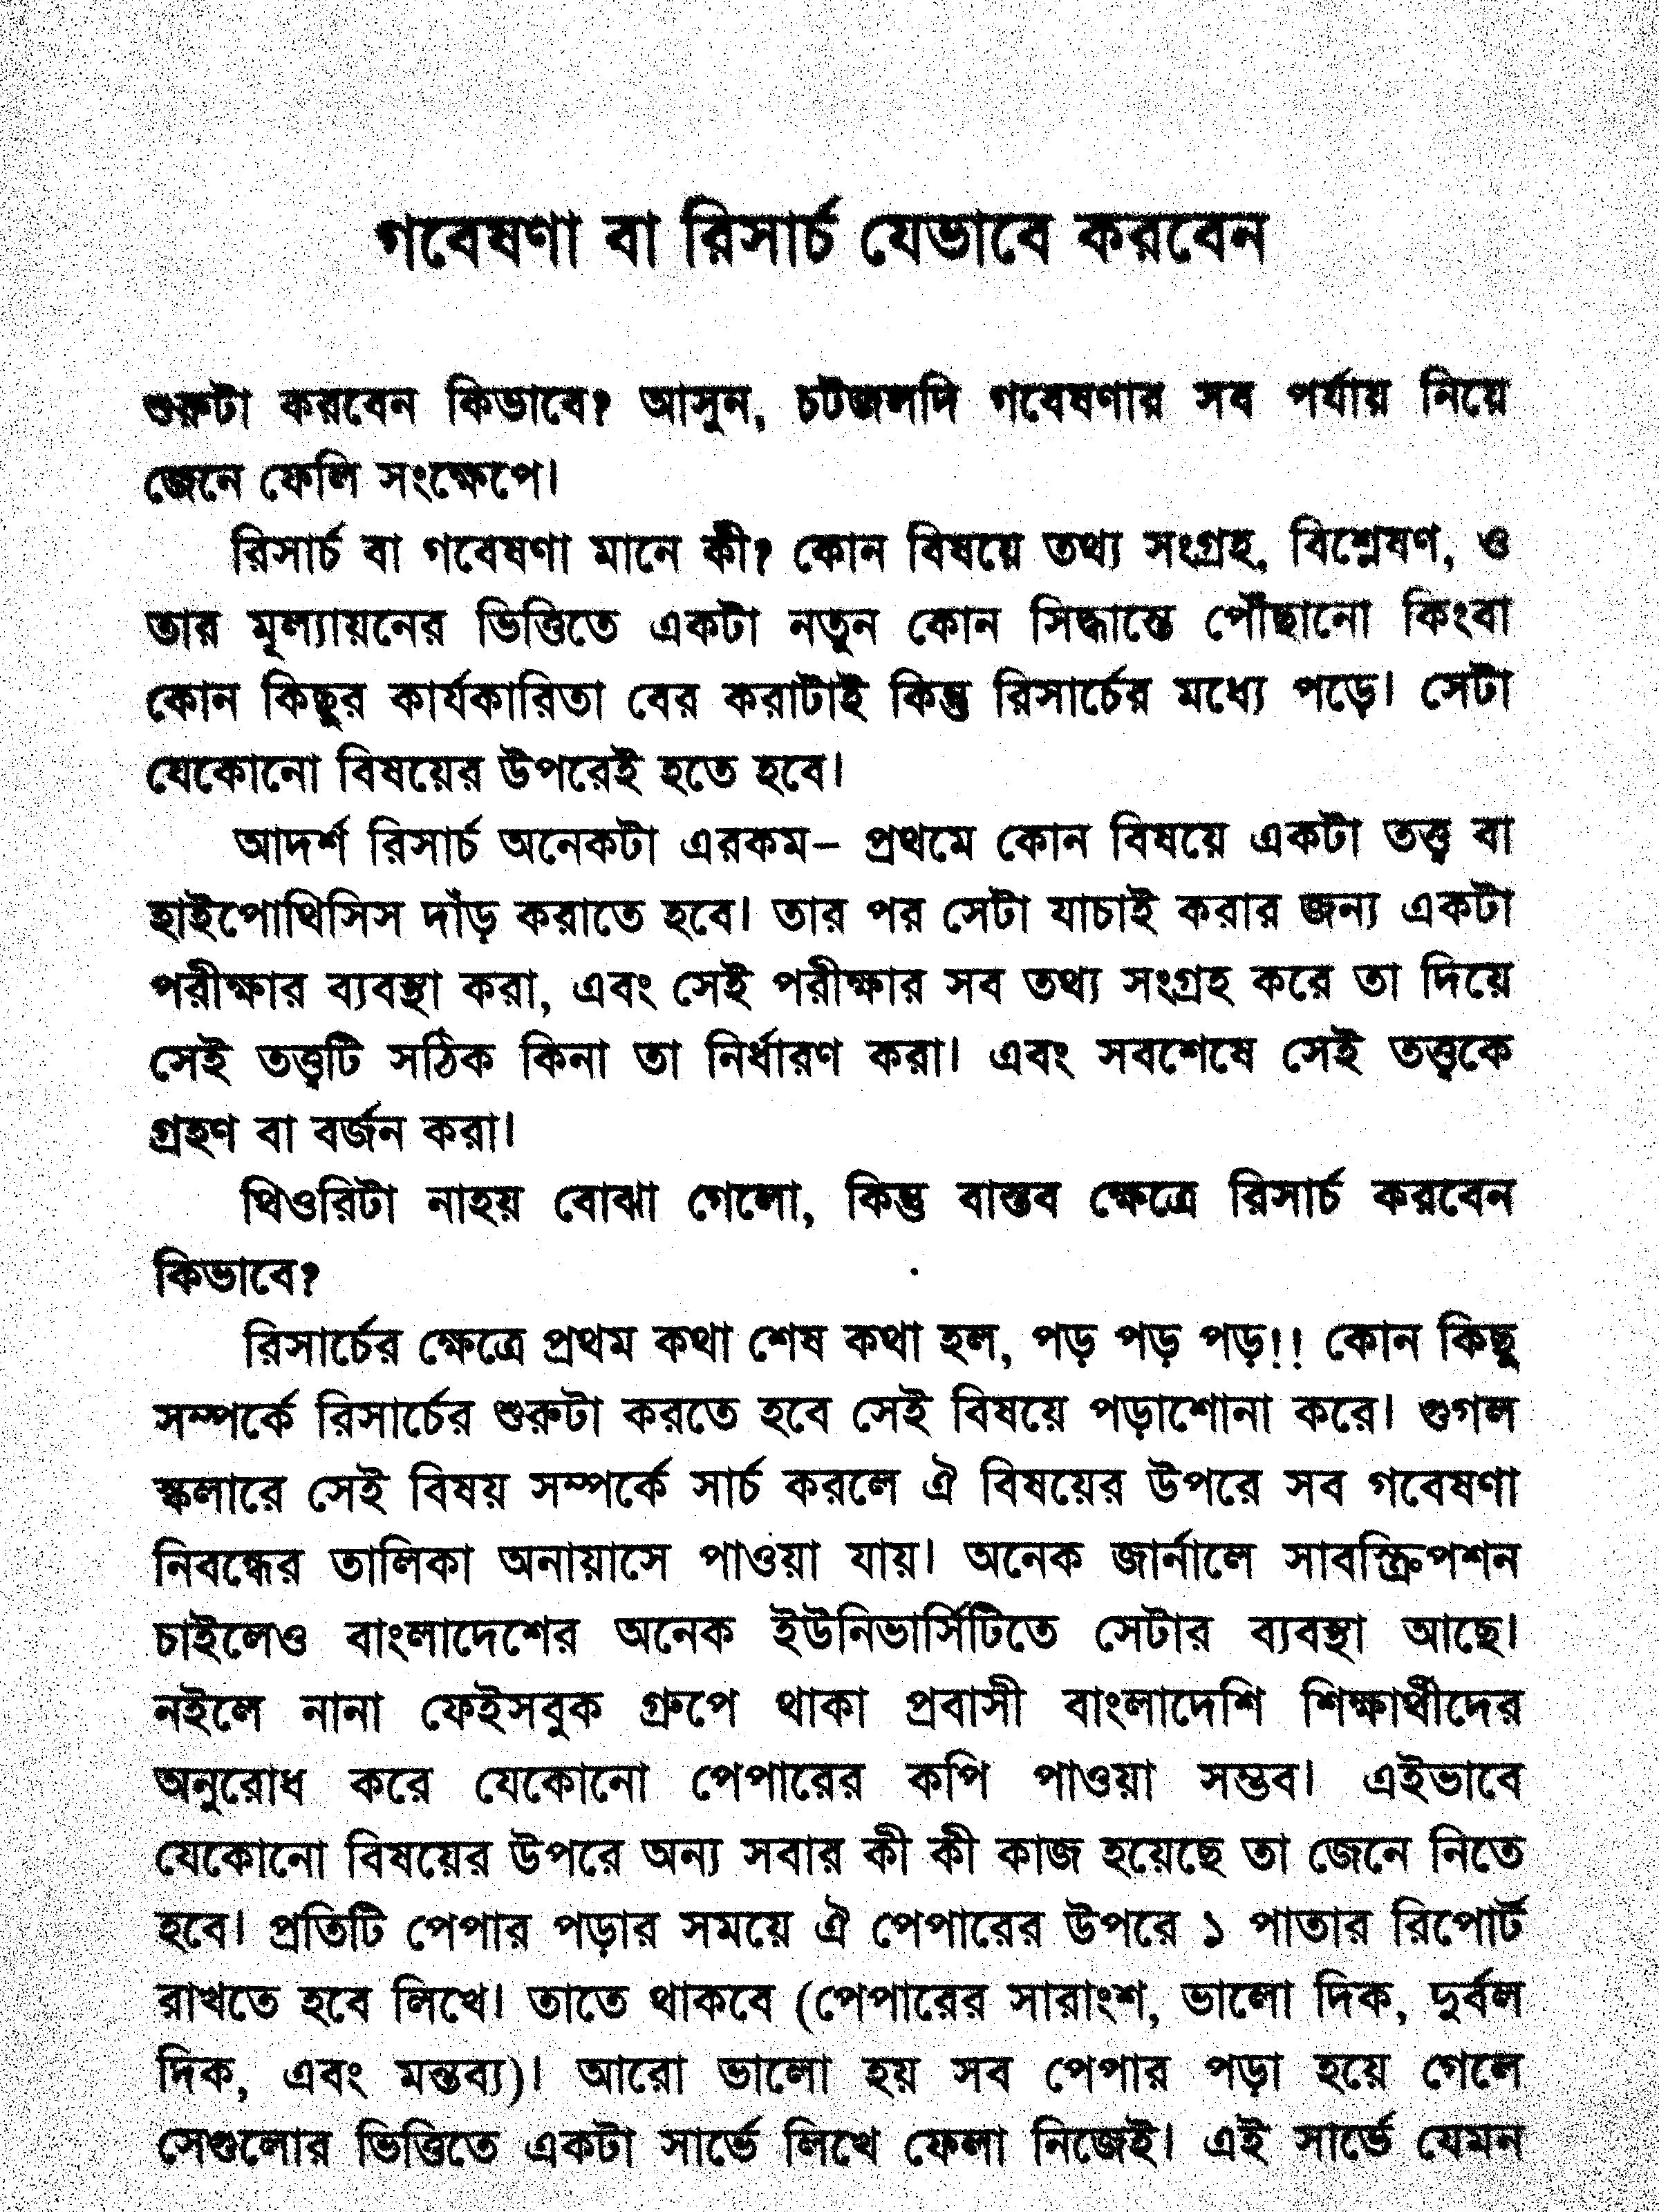 গবেষণা বা রিসার্চ যেভাবে করবেন
শুরুটা করবেন কিভাবে? আসুন, চটজলদি গবেষণার সব পর্যায় নিয়ে
জেনে ফেলি সংক্ষেপে।
রিসার্চ বা গবেষণা মানে কী? কোন বিষয়ে তথ্য সংগ্রহ, বিশ্লেষণ, ও
তার মূল্যায়নের ভিত্তিতে একটা নতুন কোন সিদ্ধান্তে পৌঁছানো কিংবা
কোন কিছুর কার্যকারিতা বের করাটাই কিন্তু রিসার্চের মধ্যে পড়ে। সেটা
যেকোনো বিষয়ের উপরেই হতে হবে।
আদর্শ রিসার্চ অনেকটা এরকম– প্রথমে কোন বিষয়ে একটা তত্ত্ব বা
হাইপোথিসিস দাঁড় করাতে হবে। তার পর সেটা যাচাই করার জন্য একটা
পরীক্ষার ব্যবস্থা করা, এবং সেই পরীক্ষার সব তথ্য সংগ্রহ করে তা দিয়ে
সেই তত্ত্বটি সঠিক কিনা তা নির্ধারণ করা। এবং সবশেষে সেই তত্ত্বকে
গ্রহণ বা বর্জন করা।
থিওরিটা নাহয় বোঝা গেলো, কিন্তু বাস্তব ক্ষেত্রে রিসার্চ করবেন
কিভাবে?
রিসার্চের ক্ষেত্রে প্রথম কথা শেষ কথা হল, পড় পড় পড়!! কোন কিছু
সম্পর্কে রিসার্চের শুরুটা করতে হবে সেই বিষয়ে পড়াশোনা করে। গুগল
স্কলারে সেই বিষয় সম্পর্কে সার্চ করলে ঐ বিষয়ের উপরে সব গবেষণা
নিবন্ধের তালিকা অনায়াসে পাওয়া যায়। অনেক জার্নালে সাবস্ক্রিপশন
চাইলেও বাংলাদেশের অনেক ইউনিভার্সিটিতে সেটার ব্যবস্থা আছে।
নইলে নানা ফেইসবুক গ্রুপে থাকা প্রবাসী বাংলাদেশি শিক্ষার্থীদের
অনুরোধ করে যেকোনো পেপারের কপি পাওয়া সম্ভব। এইভাবে
যেকোনো বিষয়ের উপরে অন্য সবার কী কী কাজ হয়েছে তা জেনে নিতে
হবে। প্রতিটি পেপার পড়ার সময়ে ঐ পেপারের উপরে ১ পাতার রিপোর্ট
রাখতে হবে লিখে। তাতে থাকবে (পেপারের সারাংশ, ভালো দিক, দুর্বল
দিক, এবং মন্তব্য)। আরো ভালো হয় সব পেপার পড়া হয়ে গেলে
সেগুলোর ভিত্তিতে একটা সার্ভে লিখে ফেলা নিজেই। এই সার্ভে যেমন